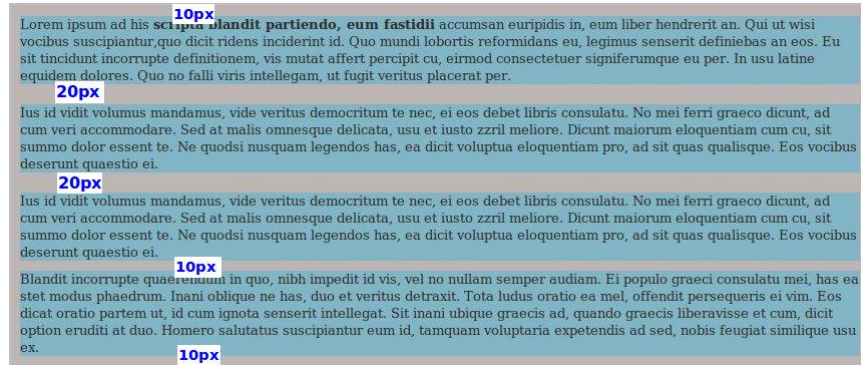 10px
Lorem ipsum ad his scripta blandit partiendo, eum fastidii accumsan euripidis in, eum liber hendrerit an. Qui ut wisi
vocibus suscipiantur,quo dicit ridens inciderint id. Quo mundi lobortis reformidans eu, legimus senserit definiebas an eos. Eu
sit tincidunt incorrupte definitionem, vis mutat affert percipit cu, eirmod consectetuer signiferumque eu per. In usu latine
equidem dolores. Quo no falli viris intellegam, ut fugit veritus placerat per.
20px
Ius id vidit volumus mandamus, vide veritus democritum te nec, ei eos debet libris consulatu. No mei ferri graeco dicunt, ad
cum veri accommodare. Sed at malis omnesque delicata, usu et iusto zzril meliore. Dicunt maiorum eloquentiam cum cu, sit
summo dolor essent te. Ne quodsi nusquam legendos has, ea dicit voluptua eloquentiam pro, ad sit quas qualisque. Eos vocibus
deserunt quaestio ei.
20px
Ius id vidit volumus mandamus, vide veritus democritum te nec, ei eos debet libris consulatu. No mei ferri graeco dicunt, ad
cum veri accommodare. Sed at malis omnesque delicata, usu et iusto zzril meliore. Dicunt maiorum eloquentiam cum cu, sit
summo dolor essent te. Ne quodsi nusquam legendos has, ea dicit voluptua eloquentiam pro, ad sit quas qualisque. Eos vocibus
deserunt quaestio ei.
10px
Blandit incorrupte quaerendum in quo, nibh impedit id vis, vel no nullam semper audiam. Ei populo graeci consulatu mei, has ea
stet modus phaedrum. Inani oblique ne has, duo et veritus detraxit. Tota ludus oratio ea mel, offendit persequeris ei vim. Eos
dicat oratio partem ut, id cum ignota senserit intellegat. Sit inani ubique graecis ad, quando graecis liberavisse et cum, dicit
option eruditi at duo. Homero salutatus suscipiantur eum id, tamquam voluptaria expetendis ad sed, nobis feugiat similique usu
ex.
10px